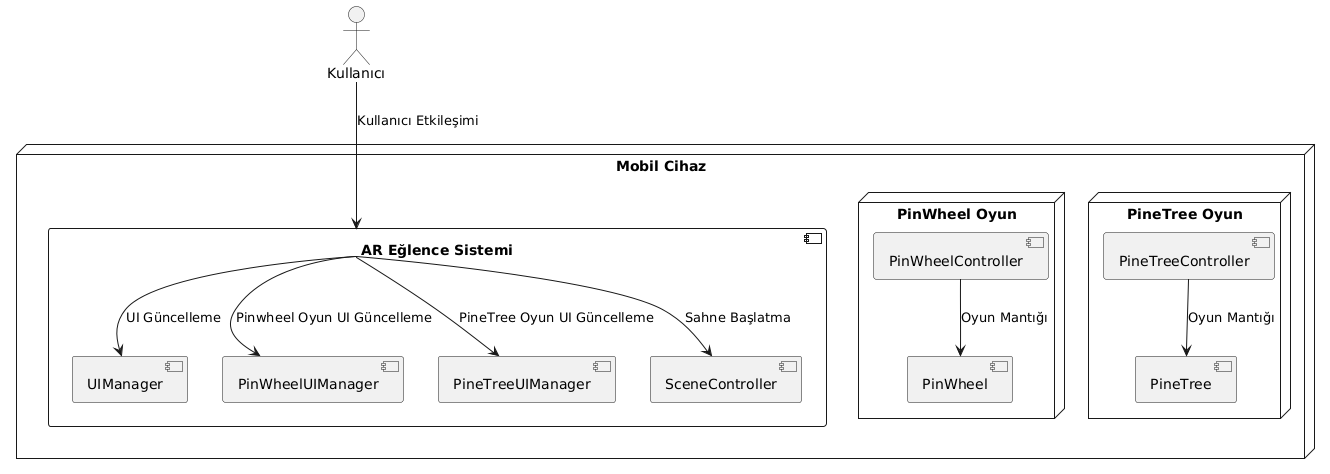 Kullanıcı
Kullanıcı Etkileşimi
Mobil Cihaz
AR Eğlence Sistemi
UI Güncelleme
Pinwheel Oyun UI Güncelleme
PineTree Oyun UI Güncelleme
Sahne Başlatma
UIManager
PinWheelUIManager
PineTreeUIManager
SceneController
PinWheel Oyun
PinWheelController
Oyun Mantığı
PinWheel
PineTree Oyun
PineTreeController
Oyun Mantığı
PineTree